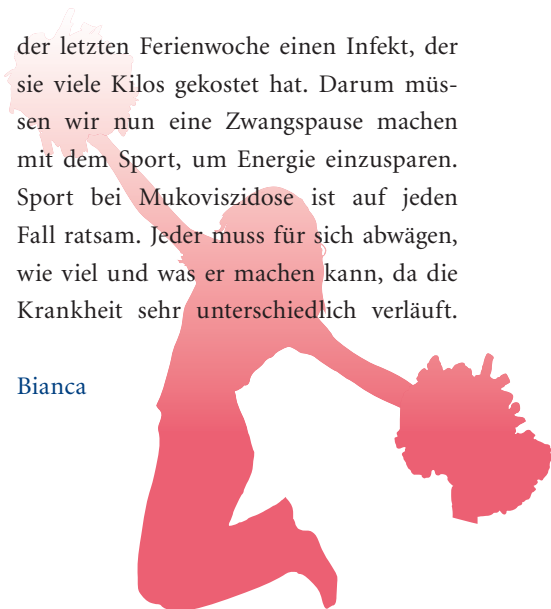 der letzten Ferienwoche einen Infekt, der
sie viele Kilos gekostet hat. Darum müs-
sen wir nun eine Zwangspause machen
mit dem Sport, um Energie einzusparen.
Sport bei Mukoviszidose ist auf jeden
Fall ratsam. Jeder muss für sich abwägen,
wie viel und was er machen kann, da die
Krankheit sehr unterschiedlich verläuft.
Bianca